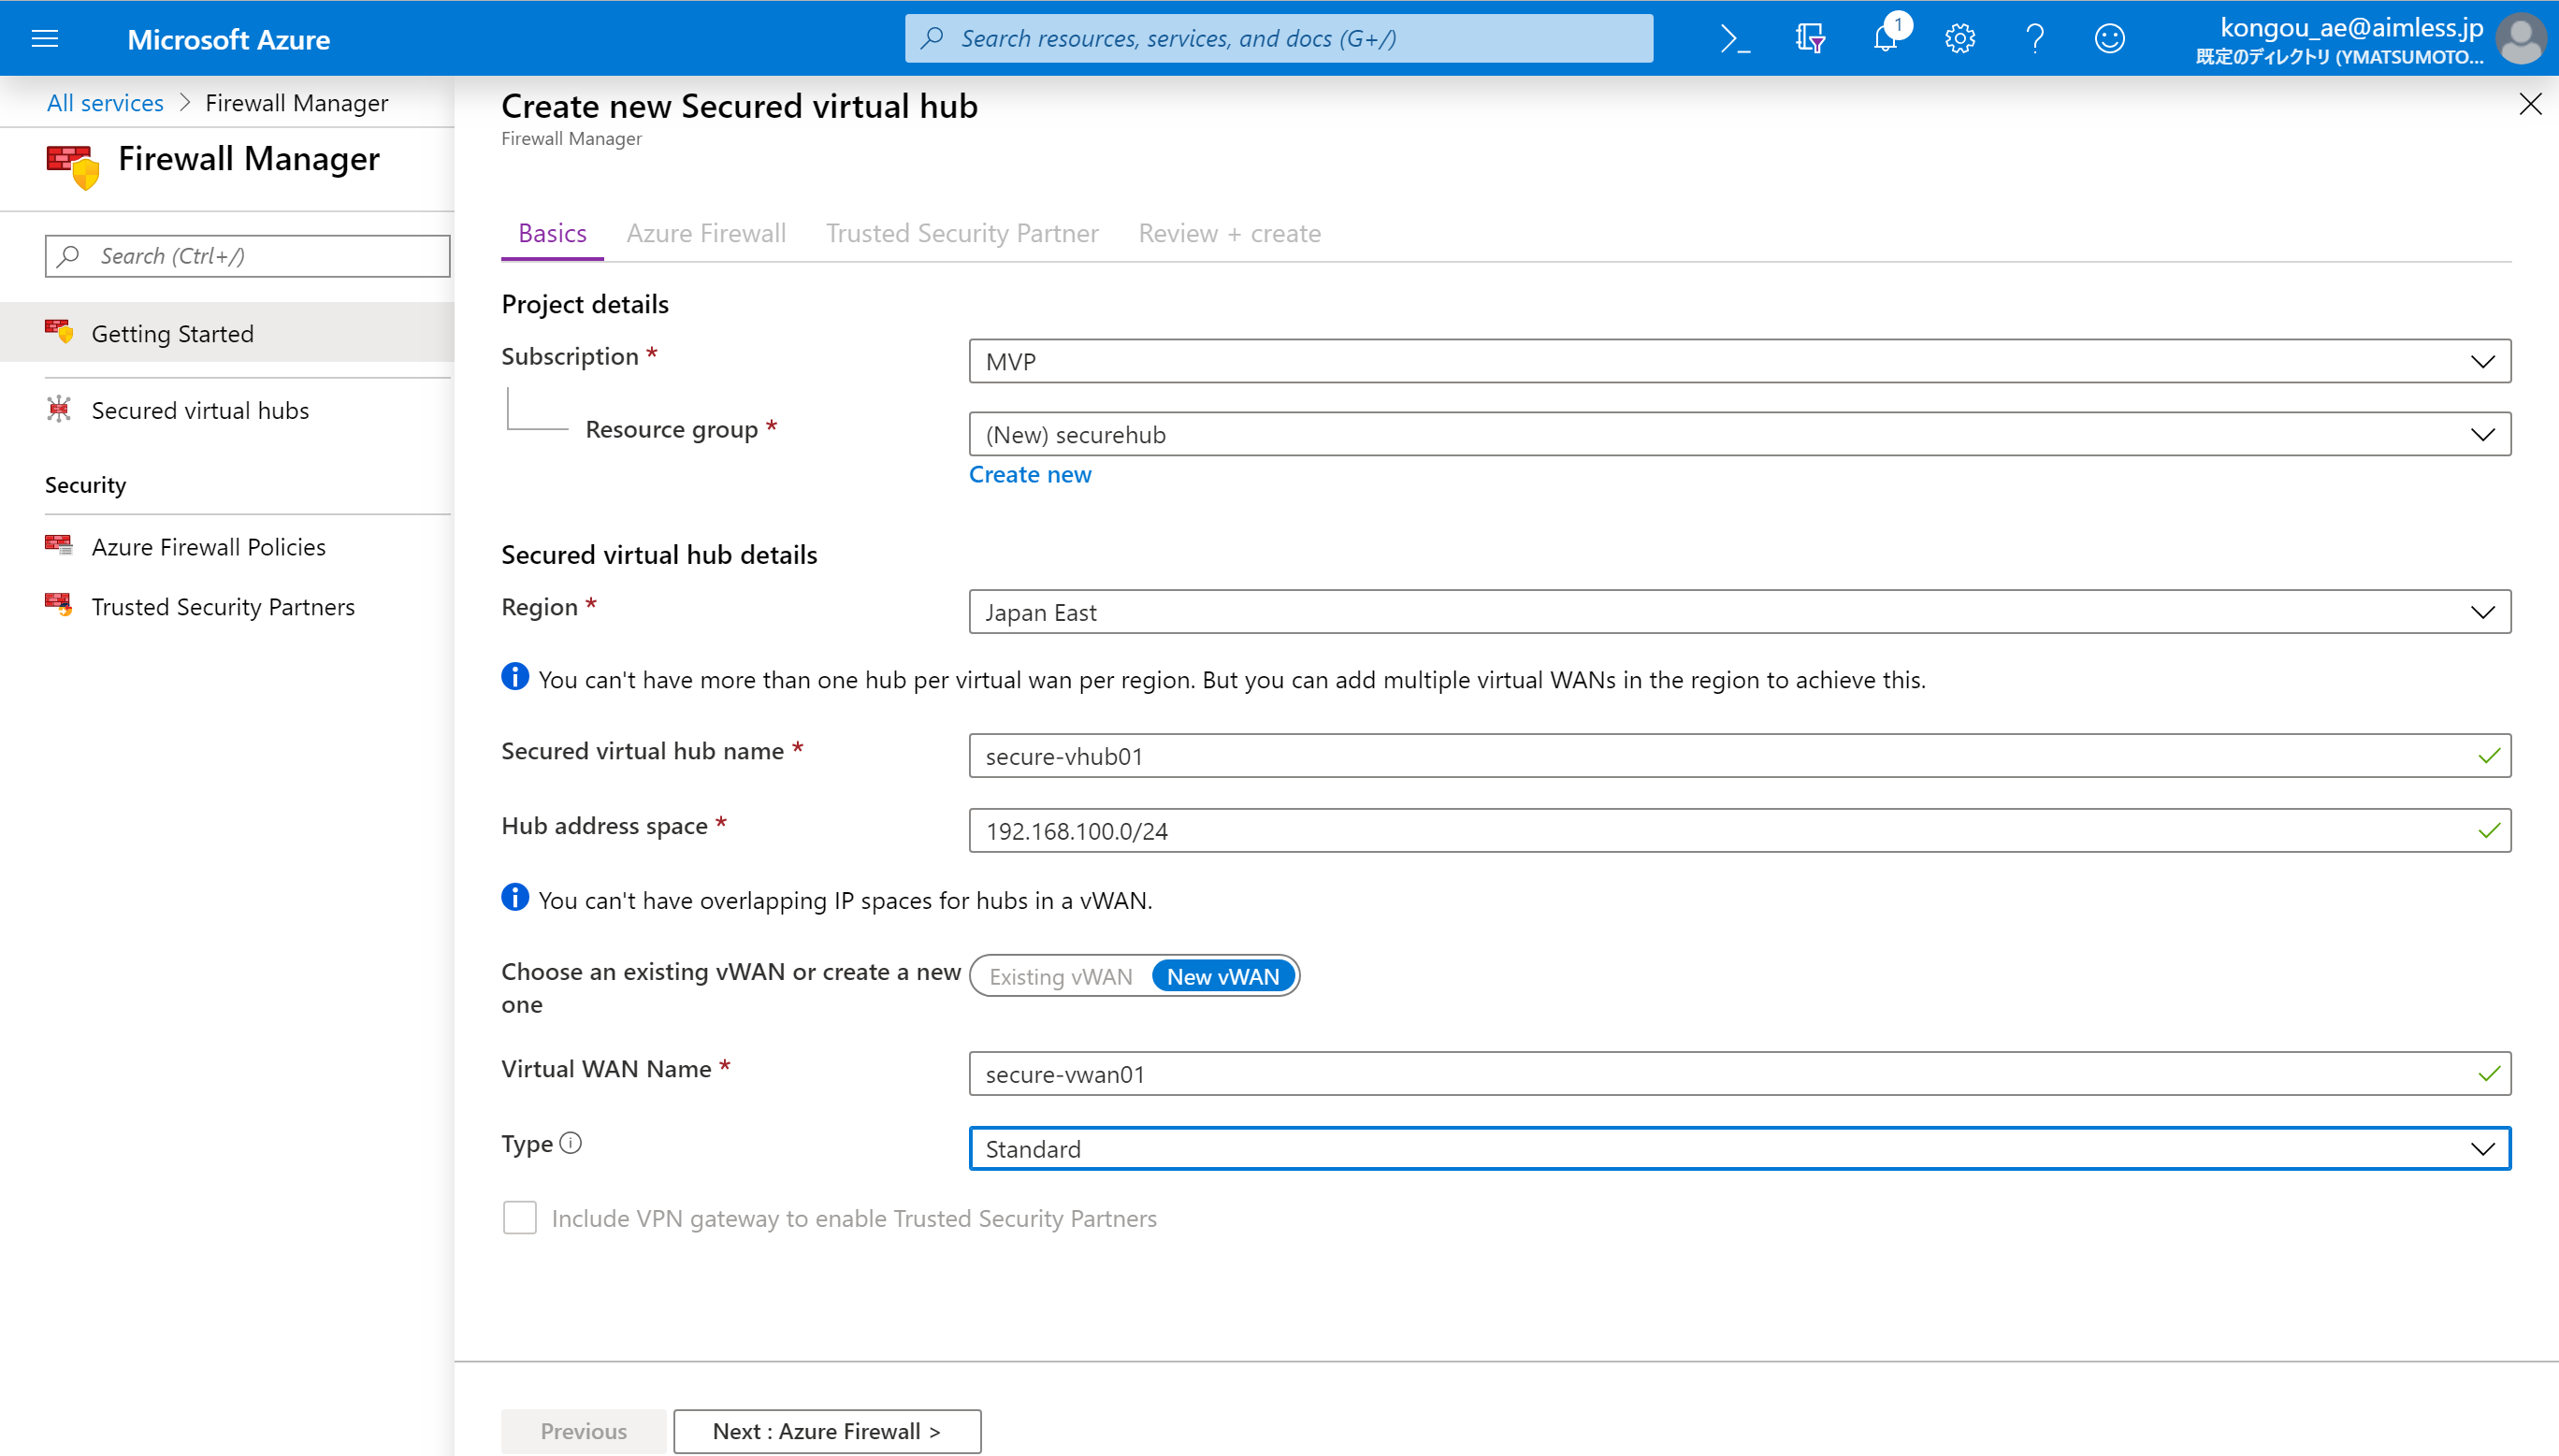 Microsoft Azure
Search resources, services, and docs (G+/)
1
kongou_ae@aimless.jp
既定のディレクトリ (YMATSUMOTO...
All services > Firewall Manager
Firewall Manager
Search (Ctrl+/)
Getting Started
Secured virtual hubs
Security
Azure Firewall Policies
Trusted Security Partners
Create new Secured virtual hub
Firewall Manager
Basics Azure Firewall Trusted Security Partner Review + create
Project details
Subscription * MVP
Resource group * (New) securehub
Create new
Secured virtual hub details
Region * Japan East
You can't have more than one hub per virtual wan per region. But you can add multiple virtual WANs in the region to achieve this.
Secured virtual hub name * secure-vhub01
Hub address space * 192.168.100.0/24
You can't have overlapping IP spaces for hubs in a vWAN.
Choose an existing vWAN or create a new
one
Existing vWAN New vWAN
Virtual WAN Name * secure-vwan01
Type Standard
Include VPN gateway to enable Trusted Security Partners
Previous Next : Azure Firewall >